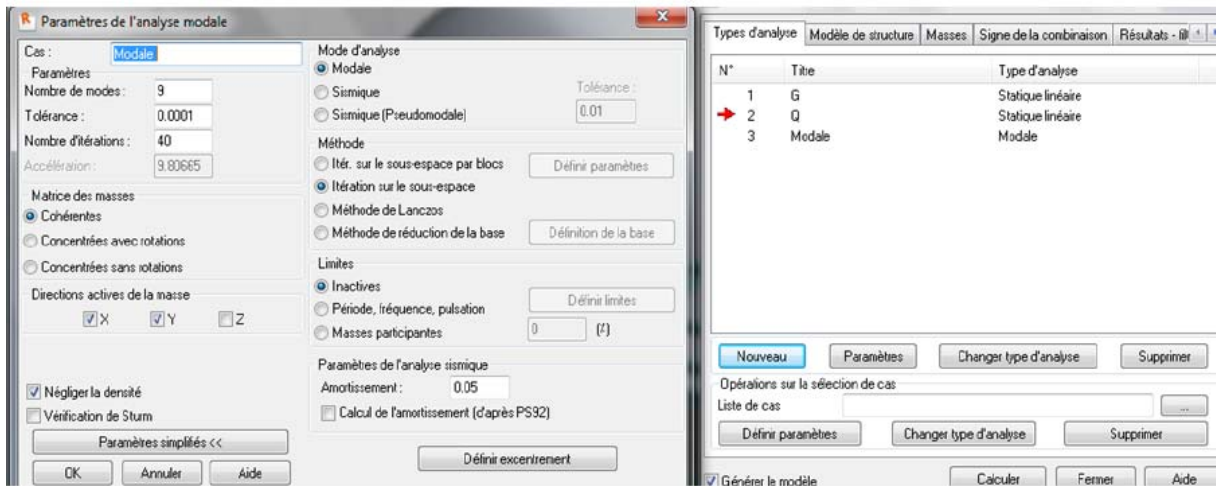 Paramètres de l'analyse modale
Cas :
Modale
Paramètres
Nombre de modes :
9
Tolérance :
0.0001
Nombre d'itérations :
40
Accélération :
9.80665
Matrice des masses
Cohérentes
Concentrées avec rotations
Concentrées sans rotations
Directions actives de la masse
X
Y
Z
Négliger la densité
Vérification de Sturm
Paramètres simplifiés <<
OK
Annuler
Aide
Mode d'analyse
Modale
Sismique
Sismique (Pseudomodale)
Tolérance :
0.01
Méthode
Itér. sur le sous-espace par blocs
Définir paramètres
Itération sur le sous-espace
Méthode de Lanczos
Méthode de réduction de la base
Définition de la base
Limites
Inactives
Période, fréquence, pulsation
Définir limites
Masses participantes
0
(%)
Paramètres de l'analyse sismique
Amortissement :
0.05
Calcul de l'amortissement (d'après PS92)
Définir excentrement
Types d'analyse
Modèle de structure
Masses
Signe de la combinaison
Résultats - fil
N°
Titre
Type d'analyse
1 G Statique linéaire
2 Q Statique linéaire
3 Modale Modale
Nouveau
Paramètres
Changer type d'analyse
Supprimer
Opérations sur la sélection de cas
Liste de cas
...
Définir paramètres
Changer type d'analyse
Supprimer
Générer le modèle
Calculer
Fermer
Aide